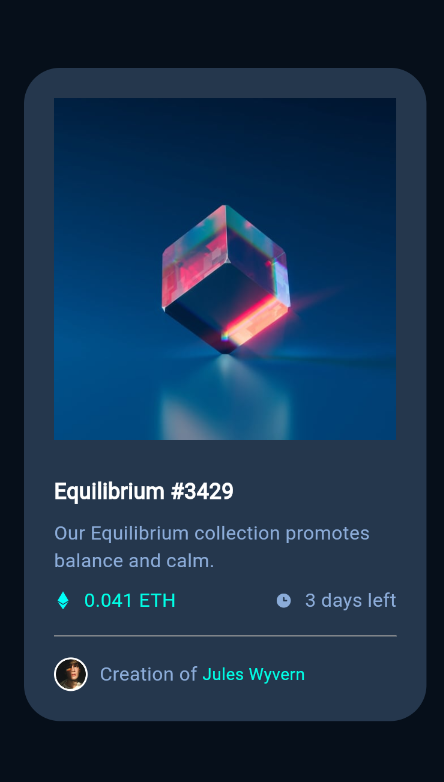 Equilibrium #3429
Our Equilibrium collection promotes
balance and calm.
0.041 ETH
3 days left
Creation of Jules Wyvern